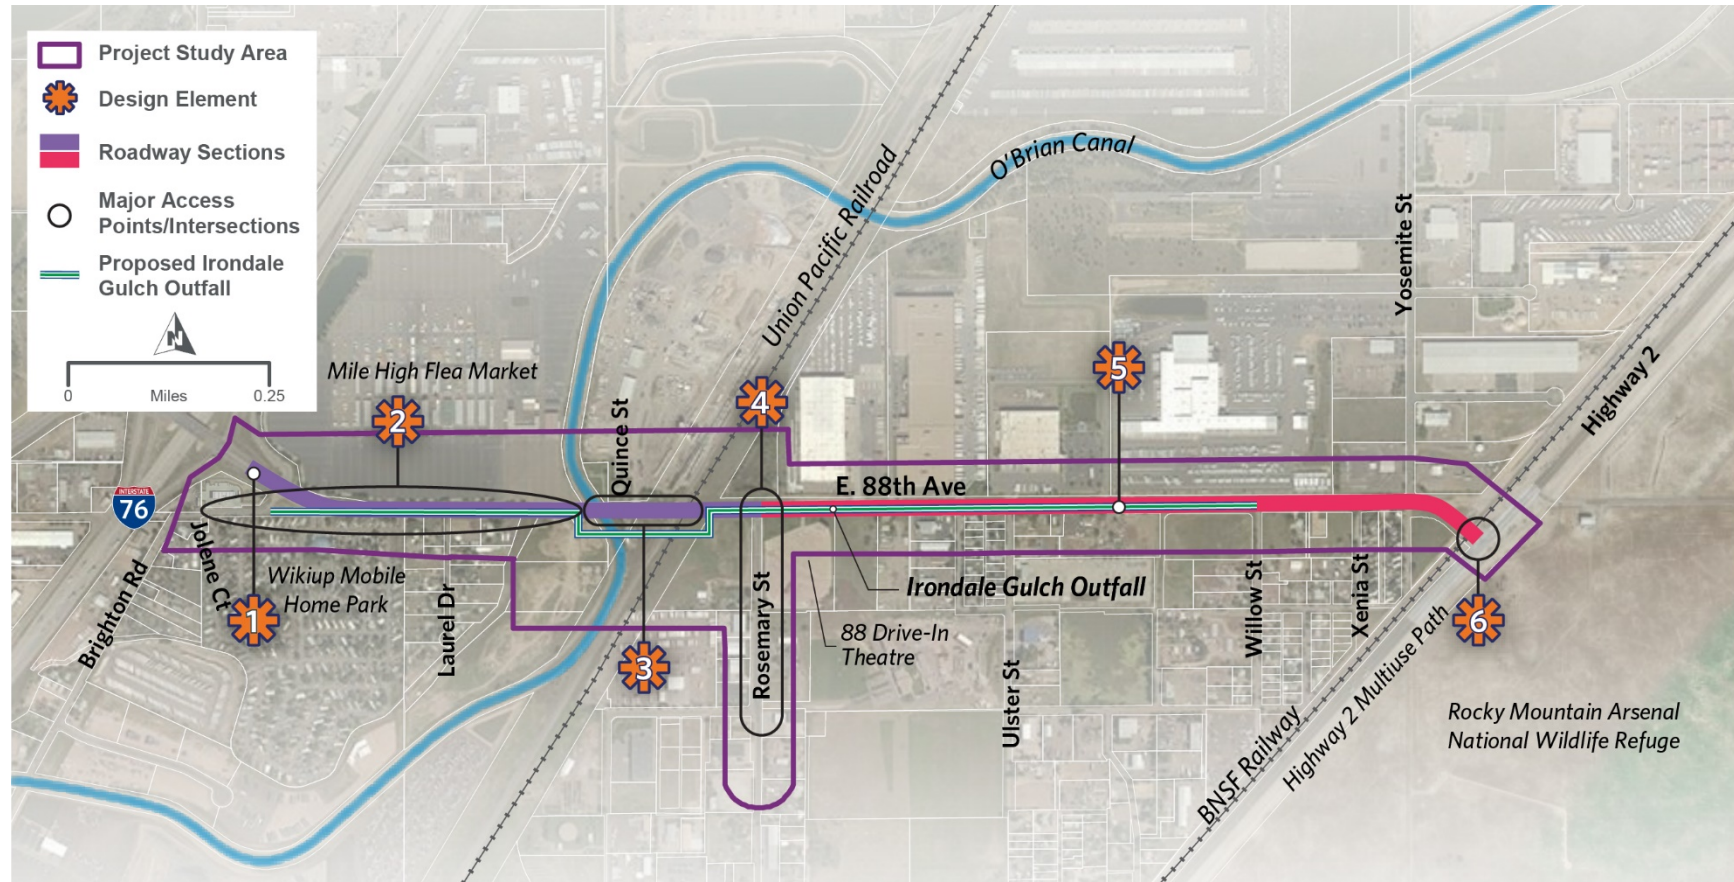 Project Study Area
Design Element
Roadway Sections
Major Access
Points/Intersections
Proposed Irondale
Gulch Outfall
N
0
Miles
0.25
O'Brian Canal
Union Pacific Railroad
Yosemite St
Highway 2
Mile High Flea Market
2
4
5
Quince St
E. 88th Ave
INTERSTATE
76
Jolene Ct
Brighton Rd
Wikiup Mobile
Home Park
1
Laurel Dr
3
Rosemary St
Irondale Gulch Outfall
88 Drive-In
Theatre
Ulster St
Willow St
Xenia St
6
BNSF Railway
Highway 2 Multiuse Path
Rocky Mountain Arsenal
National Wildlife Refuge